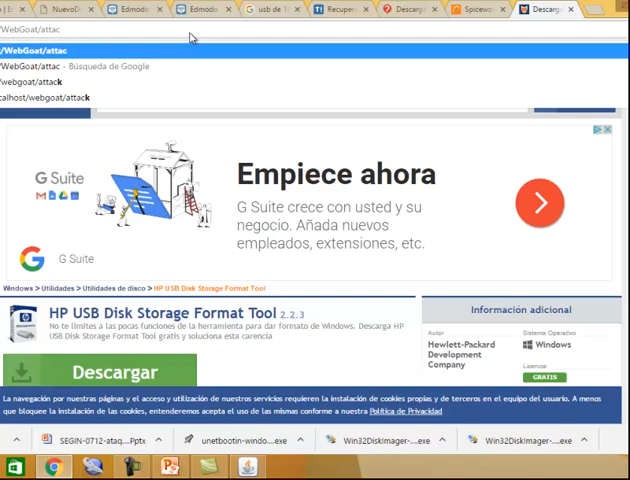 NuevoD
Edmodo
Edmodo
usb de 1
Recupe
Descarga
Spicew
Descarga
/WebGoat/attac
/WebGoat/attac
/WebGoat/attac - Búsqueda de Google
/webgoat/attack
calhost/webgoat/attack
G Suite
Empiece ahora
G Suite crece con usted y su
negocio. Añada nuevos
empleados, extensiones, etc.
G Suite
Windows > Utilidades > Utilidades de disco > HP USB Disk Storage Format Tool
HP USB Disk Storage Format Tool 2.2.3
No te limites a las pocas funciones de la herramienta para dar formato de Windows. Descarga HP
USB Disk Storage Format Tool gratis y soluciona esta carencia
Descargar
Información adicional
Autor
Hewlett-Packard
Development
Company
Sistema Operativo
Windows
Licencia
GRATIS
La navegación por nuestras páginas y el acceso y utilización de nuestros servicios requieren la instalación de cookies propias y de terceros en el equipo del usuario. A menos
que bloquee la instalación de las cookies, entenderemos acepta el uso de las mismas conforme a nuestra Política de Privacidad
SEGIN-0712-ataq....Pptx
unetbootin-windo....exe
Win32DiskImager-....exe
Win32DiskImager-....exe